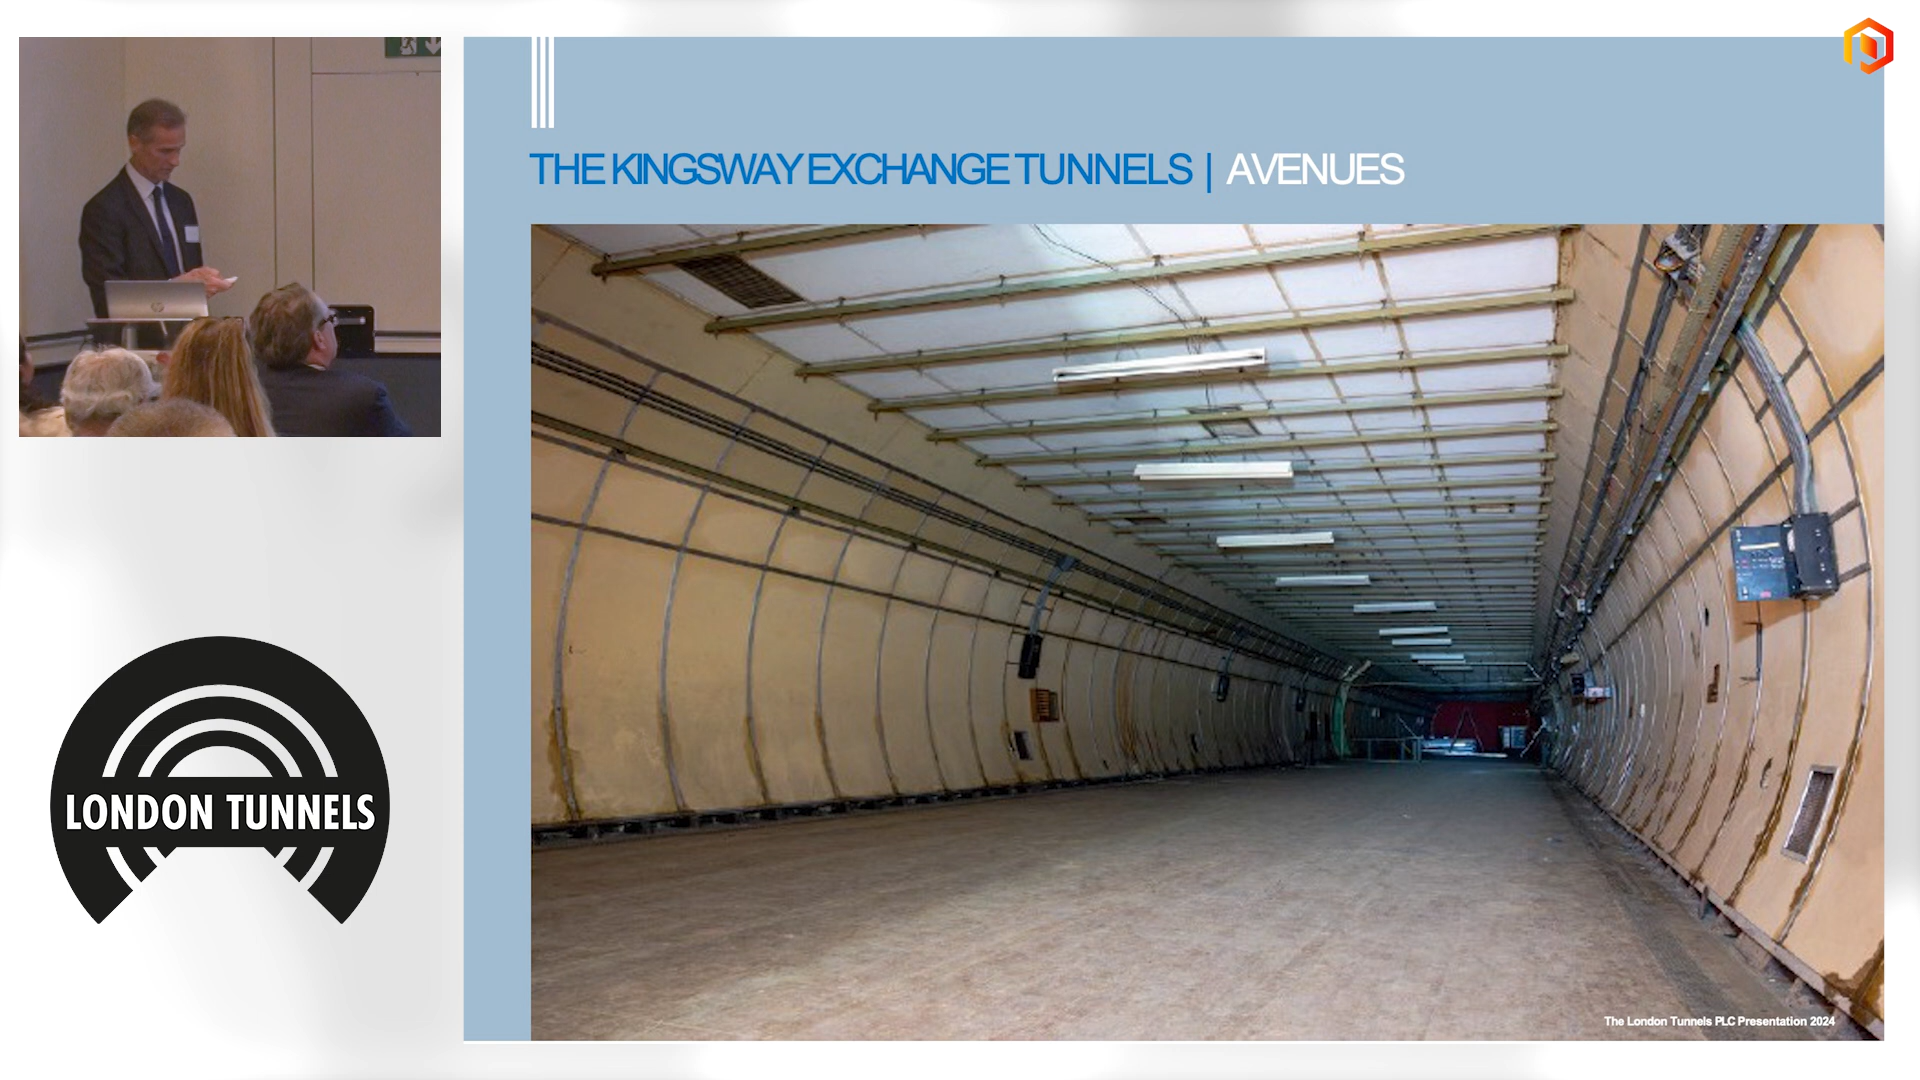 THE KINGSWAY EXCHANGE TUNNELS | AVENUES
LONDON TUNNELS
The London Tunnels PLC Presentation 2024